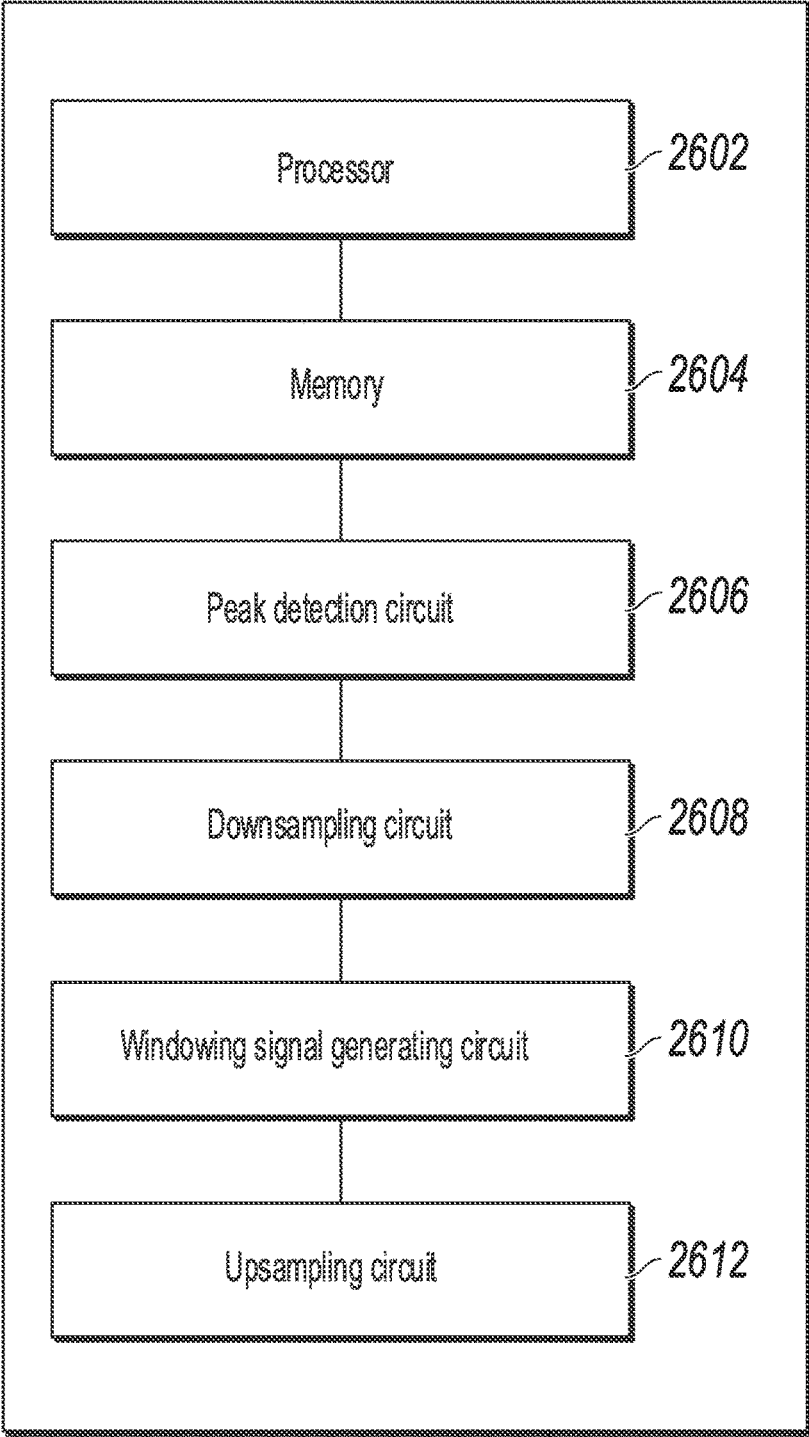 Processor
2602
Memory
2604
Peak detection circuit
2606
Downsampling circuit
2608
Windowing signal generating circuit
2610
Upsampling circuit
2612